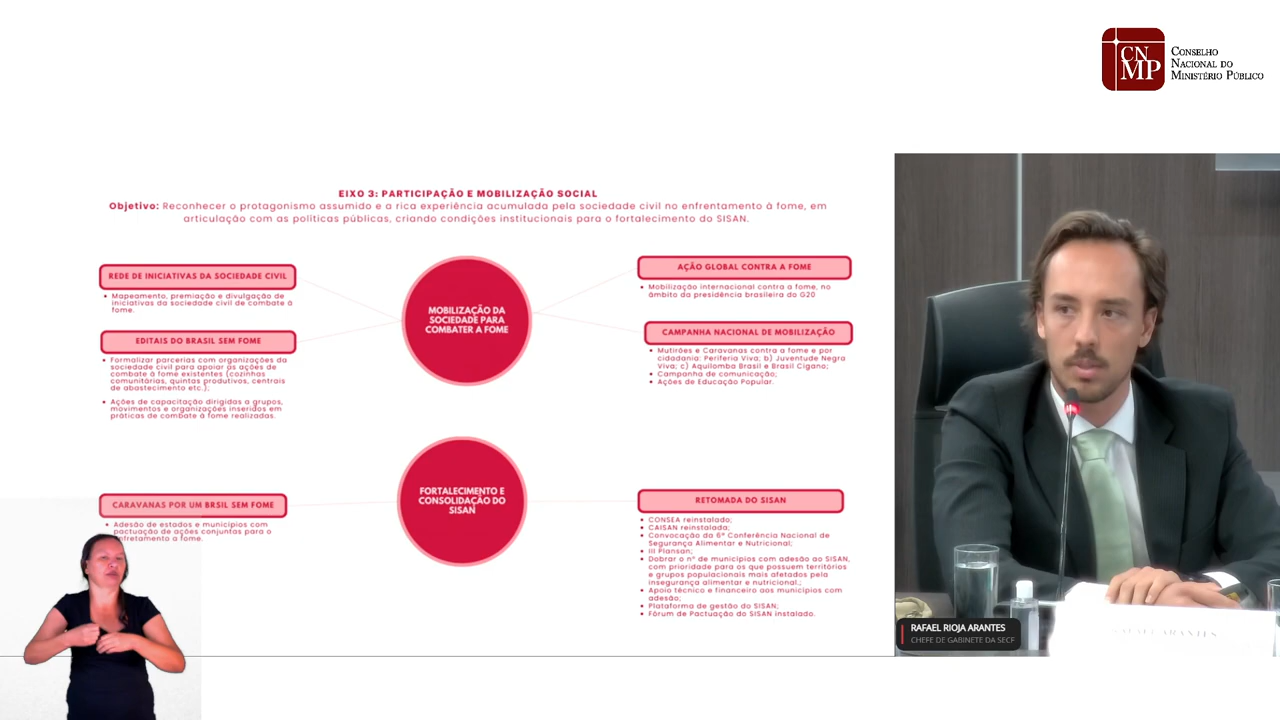 CN
MP
CONSELHO
NACIONAL DO
MINISTÉRIO PÚBLICO
EIXO 3: PARTICIPAÇÃO E MOBILIZAÇÃO SOCIAL
Objetivo: Reconhecer o protagonismo assumido e a rica experiência acumulada pela sociedade civil no enfrentamento à fome, em
articulação com as políticas públicas, criando condições institucionais para o fortalecimento do SISAN.
REDE DE INICIATIVAS DA SOCIEDADE CIVIL
• Mapeamento, premiação e divulgação de
iniciativas da sociedade civil de combate à
fome.
EDITAIS DO BRASIL SEM FOME
• Formalizar parcerias com organizações da
sociedade civil para apoiar as ações de
combate à fome existentes (cozinhas
comunitárias, quintas produtivos, centrais
de abastecimento etc.);
• Ações de capacitação dirigidas a grupos,
movimentos e organizações inseridos em
práticas de combate à fome realizadas.
MOBILIZAÇÃO DA
SOCIEDADE PARA
COMBATER A FOME
AÇÃO GLOBAL CONTRA A FOME
• Mobilização internacional contra a fome, no
âmbito da presidência brasileira do G20
CAMPANHA NACIONAL DE MOBILIZAÇÃO
• Mutirões e Caravanas contra a fome e por
cidadania: Periferia Viva; b) Juventude Negra
Viva; c) Aquilomba Brasil e Brasil Cigano;
• Campanha de comunicação;
• Ações de Educação Popular.
CARAVANAS POR UM BRSIL SEM FOME
• Adesão de estados e municípios com
pactuação de ações conjuntas para o
enfretamento a fome.
FORTALECIMENTO E
CONSOLIDAÇÃO DO
SISAN
RETOMADA DO SISAN
• CONSEA reinstalado;
• CAISAN reinstalada;
• Convocação da 6ª Conferência Nacional de
Segurança Alimentar e Nutricional;
• III Plansan;
• Dobrar o nº de municípios com adesão ao SISAN,
com prioridade para os que possuem territórios
e grupos populacionais mais afetados pela
insegurança alimentar e nutricional.;
• Apoio técnico e financeiro aos municípios com
adesão;
• Plataforma de gestão do SISAN;
• Fórum de Pactuação do SISAN instalado.
RAFAEL RIOJA ARANTES
CHEFE DE GABINETE DA SECF